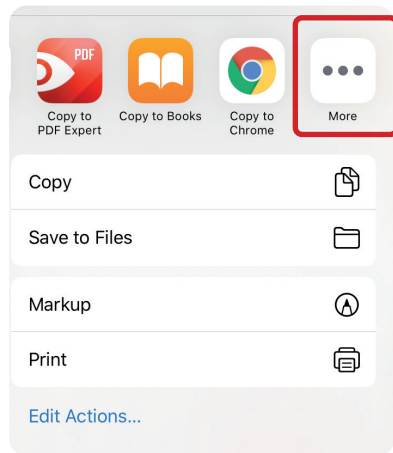 PDF
Copy to
PDF Expert
Copy to Books
Copy to
Chrome
More
Copy
Save to Files
Markup
Print
Edit Actions...